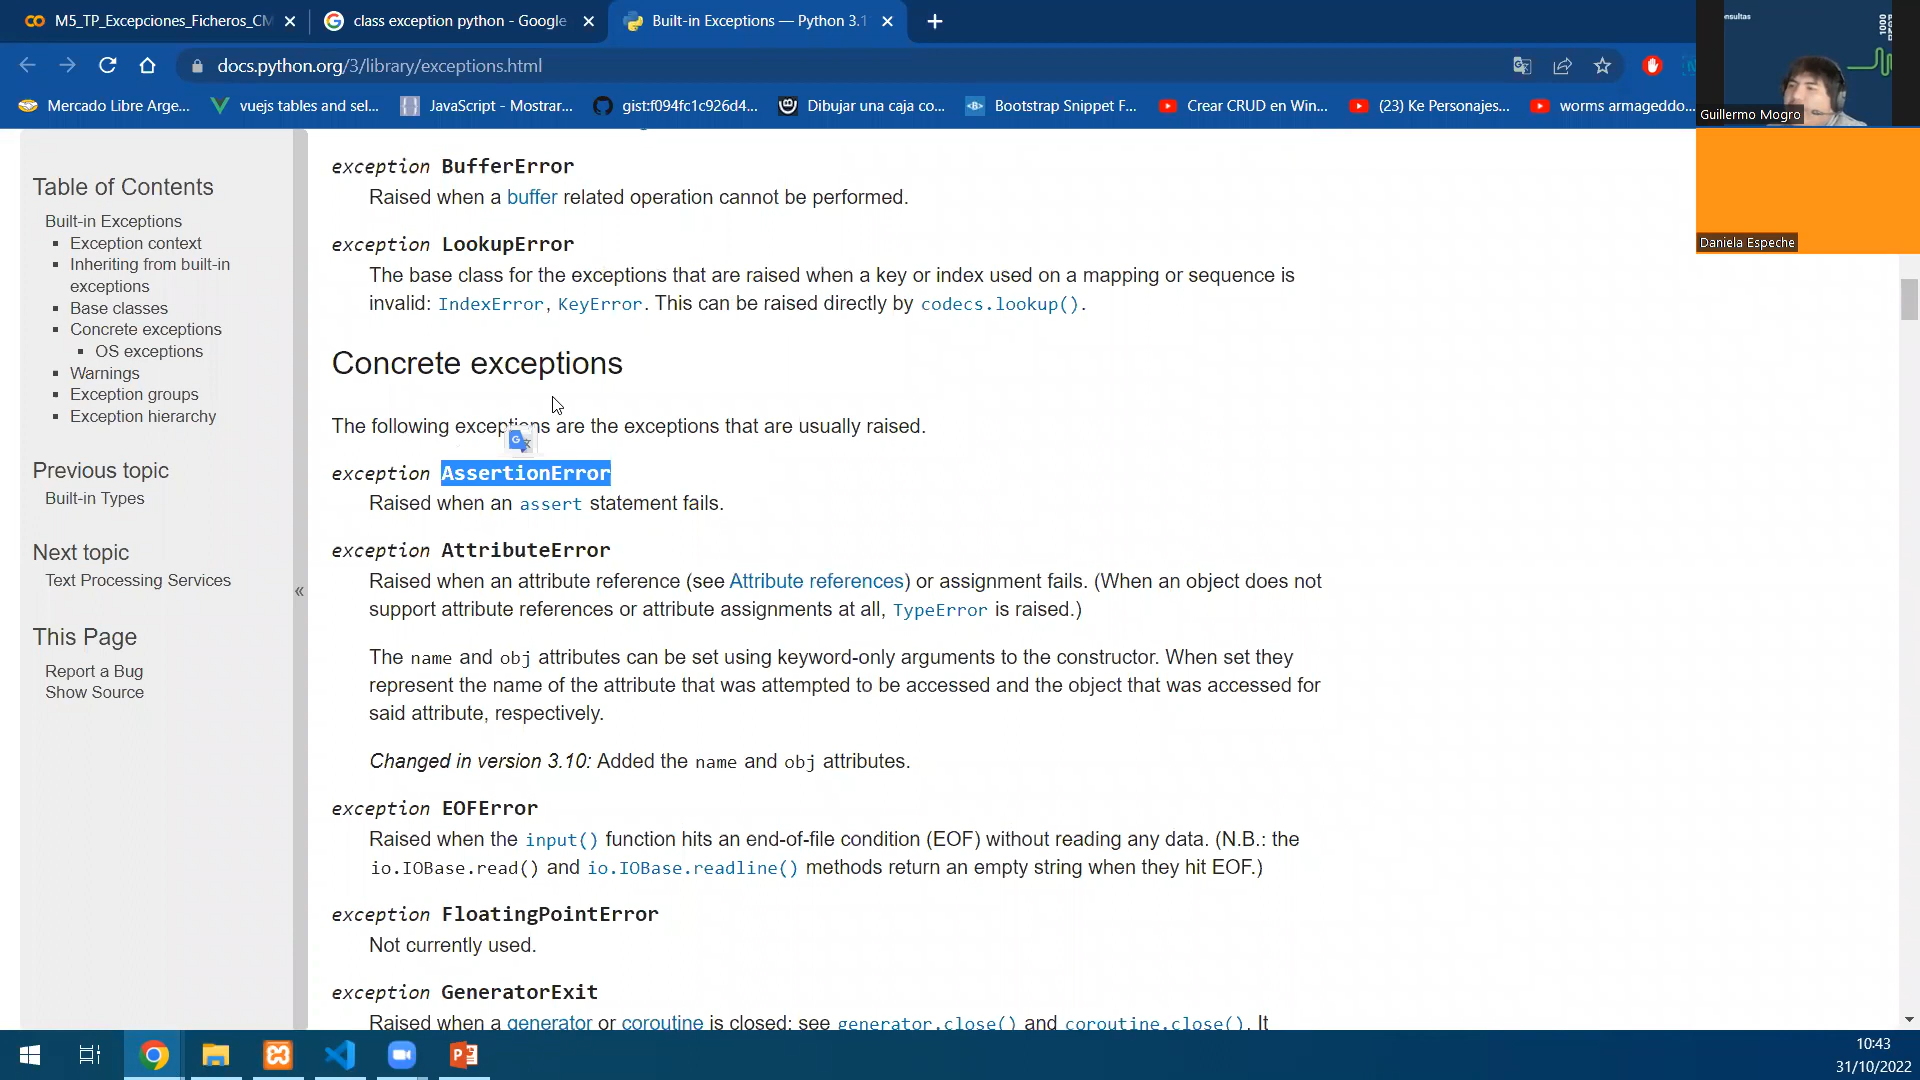 M5_TP_Excepciones_Ficheros_CM
class exception python - Google
Built-in Exceptions — Python 3.1
docs.python.org/3/library/exceptions.html
Mercado Libre Arge...
vuejs tables and sel...
JavaScript - Mostrar...
gist:f094fc1c926d4...
Dibujar una caja co...
Bootstrap Snippet F...
Crear CRUD en Win...
(23) Ke Personajes...
worms armageddo...
Guillermo Mogro
Daniela Espeche
Table of Contents
Built-in Exceptions
Exception context
Inheriting from built-in
exceptions
Base classes
Concrete exceptions
OS exceptions
Warnings
Exception groups
Exception hierarchy
Previous topic
Built-in Types
Next topic
Text Processing Services
This Page
Report a Bug
Show Source
«
exception BufferError
Raised when a buffer related operation cannot be performed.
exception LookupError
The base class for the exceptions that are raised when a key or index used on a mapping or sequence is
invalid: IndexError, KeyError. This can be raised directly by codecs.lookup().
Concrete exceptions
The following exceptions are the exceptions that are usually raised.
exception AssertionError
Raised when an assert statement fails.
exception AttributeError
Raised when an attribute reference (see Attribute references) or assignment fails. (When an object does not
support attribute references or attribute assignments at all, TypeError is raised.)
The name and obj attributes can be set using keyword-only arguments to the constructor. When set they
represent the name of the attribute that was attempted to be accessed and the object that was accessed for
said attribute, respectively.
Changed in version 3.10: Added the name and obj attributes.
exception EOFError
Raised when the input() function hits an end-of-file condition (EOF) without reading any data. (N.B.: the
io.IOBase.read() and io.IOBase.readline() methods return an empty string when they hit EOF.)
exception FloatingPointError
Not currently used.
exception GeneratorExit
Raised when a generator or coroutine is closed; see generator.close() and coroutine.close(). It
10:43
31/10/2022